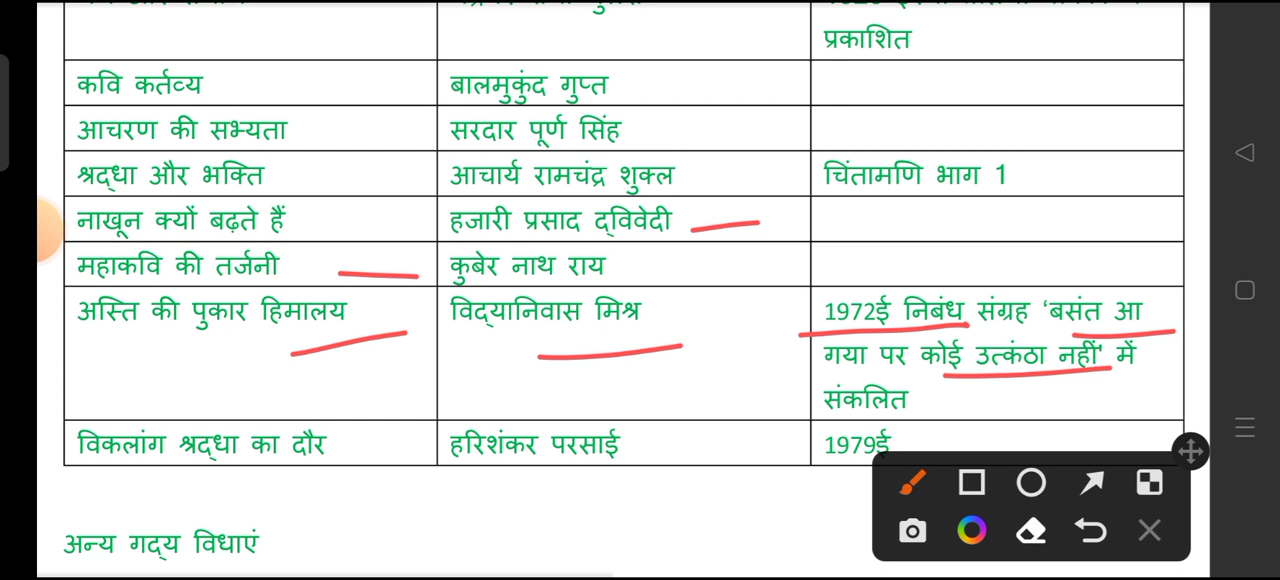 प्रकाशित
कवि कर्तव्य बालमुकुंद गुप्त
आचरण की सभ्यता सरदार पूर्ण सिंह
श्रद्धा और भक्ति आचार्य रामचंद्र शुक्ल चिंतामणि भाग 1
नाखून क्यों बढ़ते हैं हजारी प्रसाद द्विवेदी
महाकवि की तर्जनी कुबेर नाथ राय
अस्ति की पुकार हिमालय विद्यानिवास मिश्र 1972ई निबंध संग्रह 'बसंत आ
गया पर कोई उत्कंठा नहीं' में
संकलित
विकलांग श्रद्धा का दौर हरिशंकर परसाई 1979ई
अन्य गद्य विधाएं